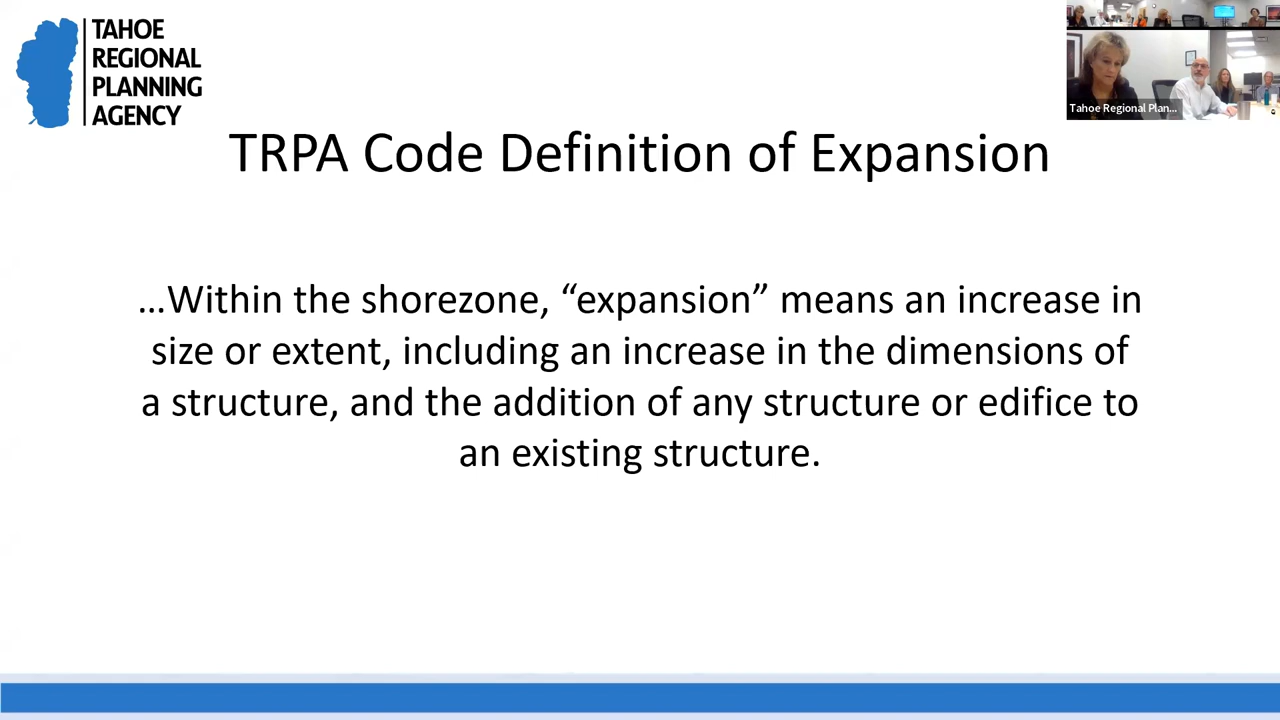 TAHOE
REGIONAL
PLANNING
AGENCY
Tahoe Regional Plan...
TRPA Code Definition of Expansion
...Within the shorezone, “expansion” means an increase in
size or extent, including an increase in the dimensions of
a structure, and the addition of any structure or edifice to
an existing structure.